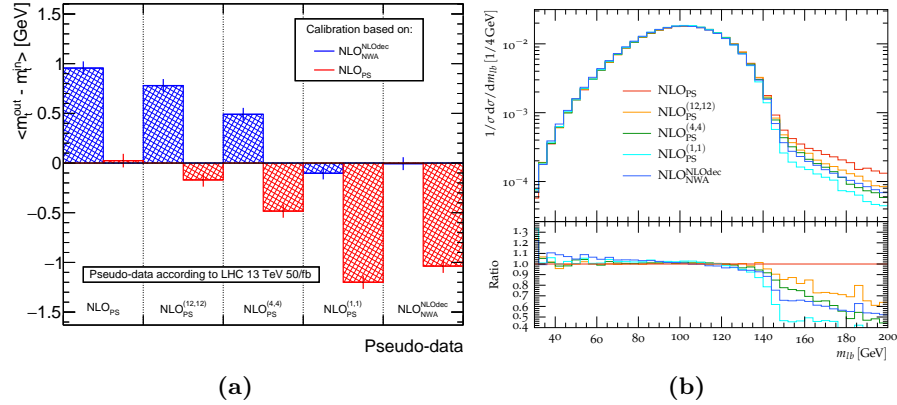 <m_t^out - m_t^in> [GeV]
1.5
1
0.5
0
−0.5
−1
−1.5
Calibration based on:
NLO_NWA^NLOdec
NLO_PS
Pseudo-data according to LHC 13 TeV 50/fb
NLO_PS NLO_PS^(12,12) NLO_PS^(4,4) NLO_PS^(1,1) NLO_NWA^NLOdec
Pseudo-data
(a)
1/σ dσ/dm_lb [1/4 GeV]
10^−2
10^−3
10^−4
NLO_PS
NLO_PS^(12,12)
NLO_PS^(4,4)
NLO_PS^(1,1)
NLO_NWA^NLOdec
Ratio
1.3
1.2
1.1
1.0
0.9
0.8
0.7
0.6
0.5
0.4
40 60 80 100 120 140 160 180 200
m_lb [GeV]
(b)